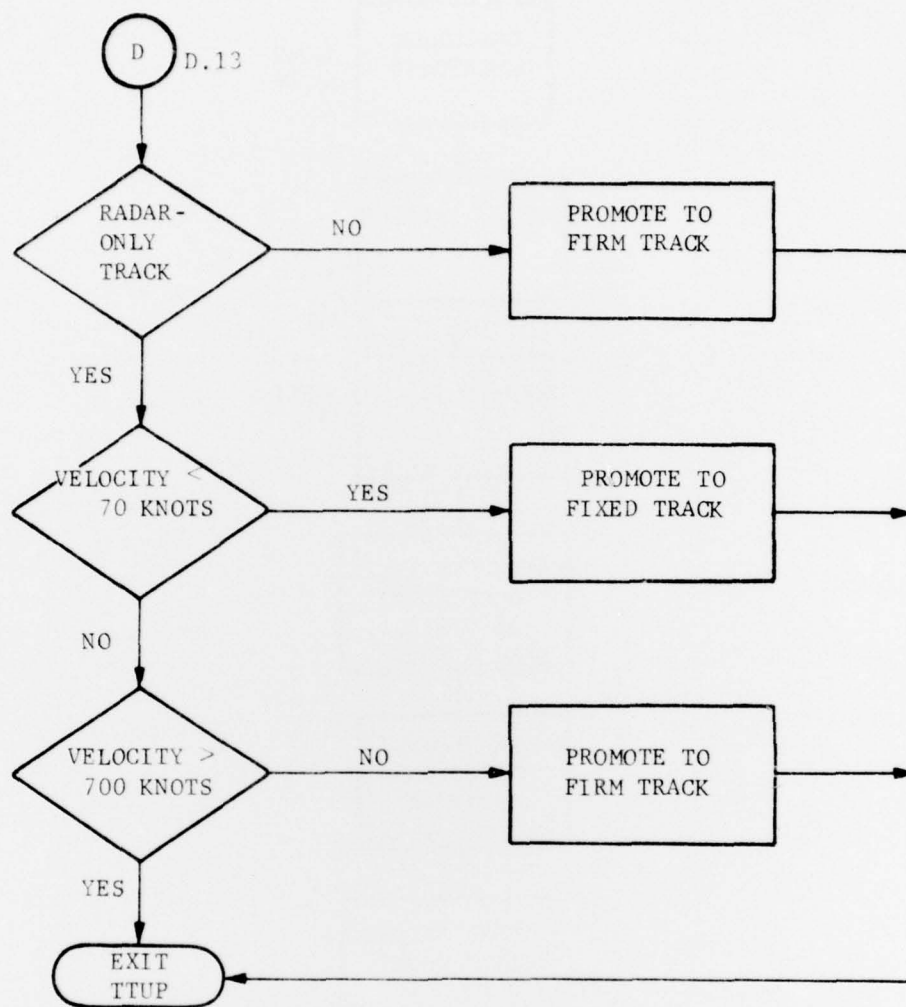 D
D.13
RADAR-
ONLY
TRACK
NO
PROMOTE TO
FIRM TRACK
YES
VELOCITY <
70 KNOTS
YES
PROMOTE TO
FIXED TRACK
NO
VELOCITY >
700 KNOTS
NO
PROMOTE TO
FIRM TRACK
YES
EXIT
TTUP